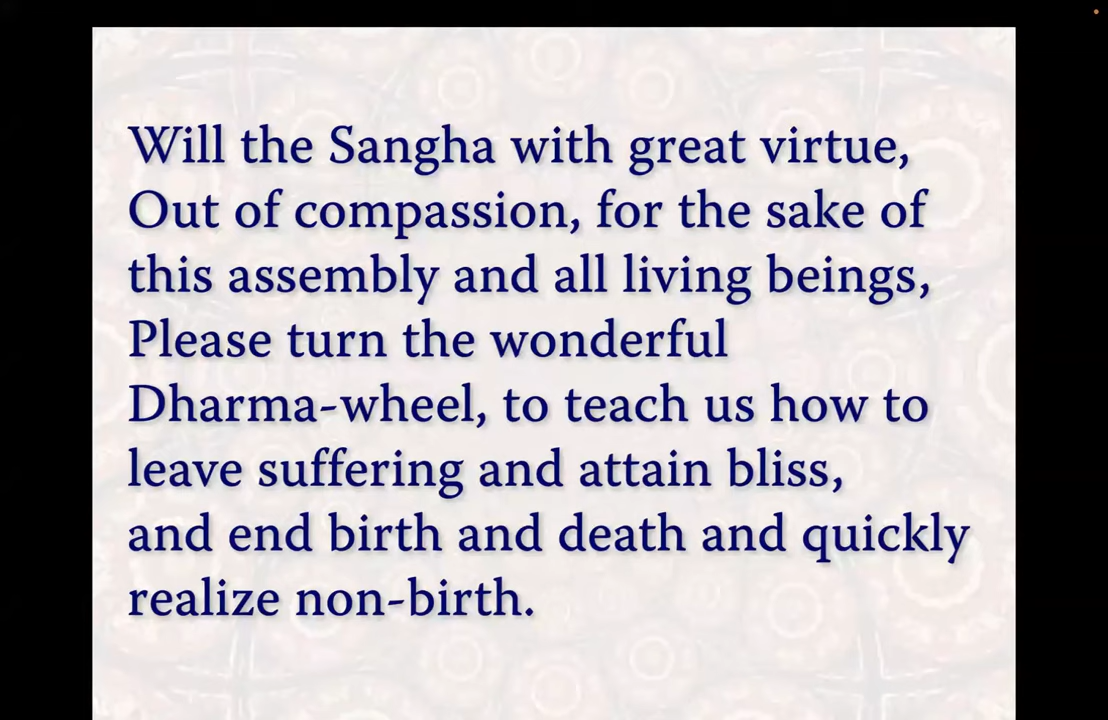 Will the Sangha with great virtue,
Out of compassion, for the sake of
this assembly and all living beings,
Please turn the wonderful
Dharma-wheel, to teach us how to
leave suffering and attain bliss,
and end birth and death and quickly
realize non-birth.